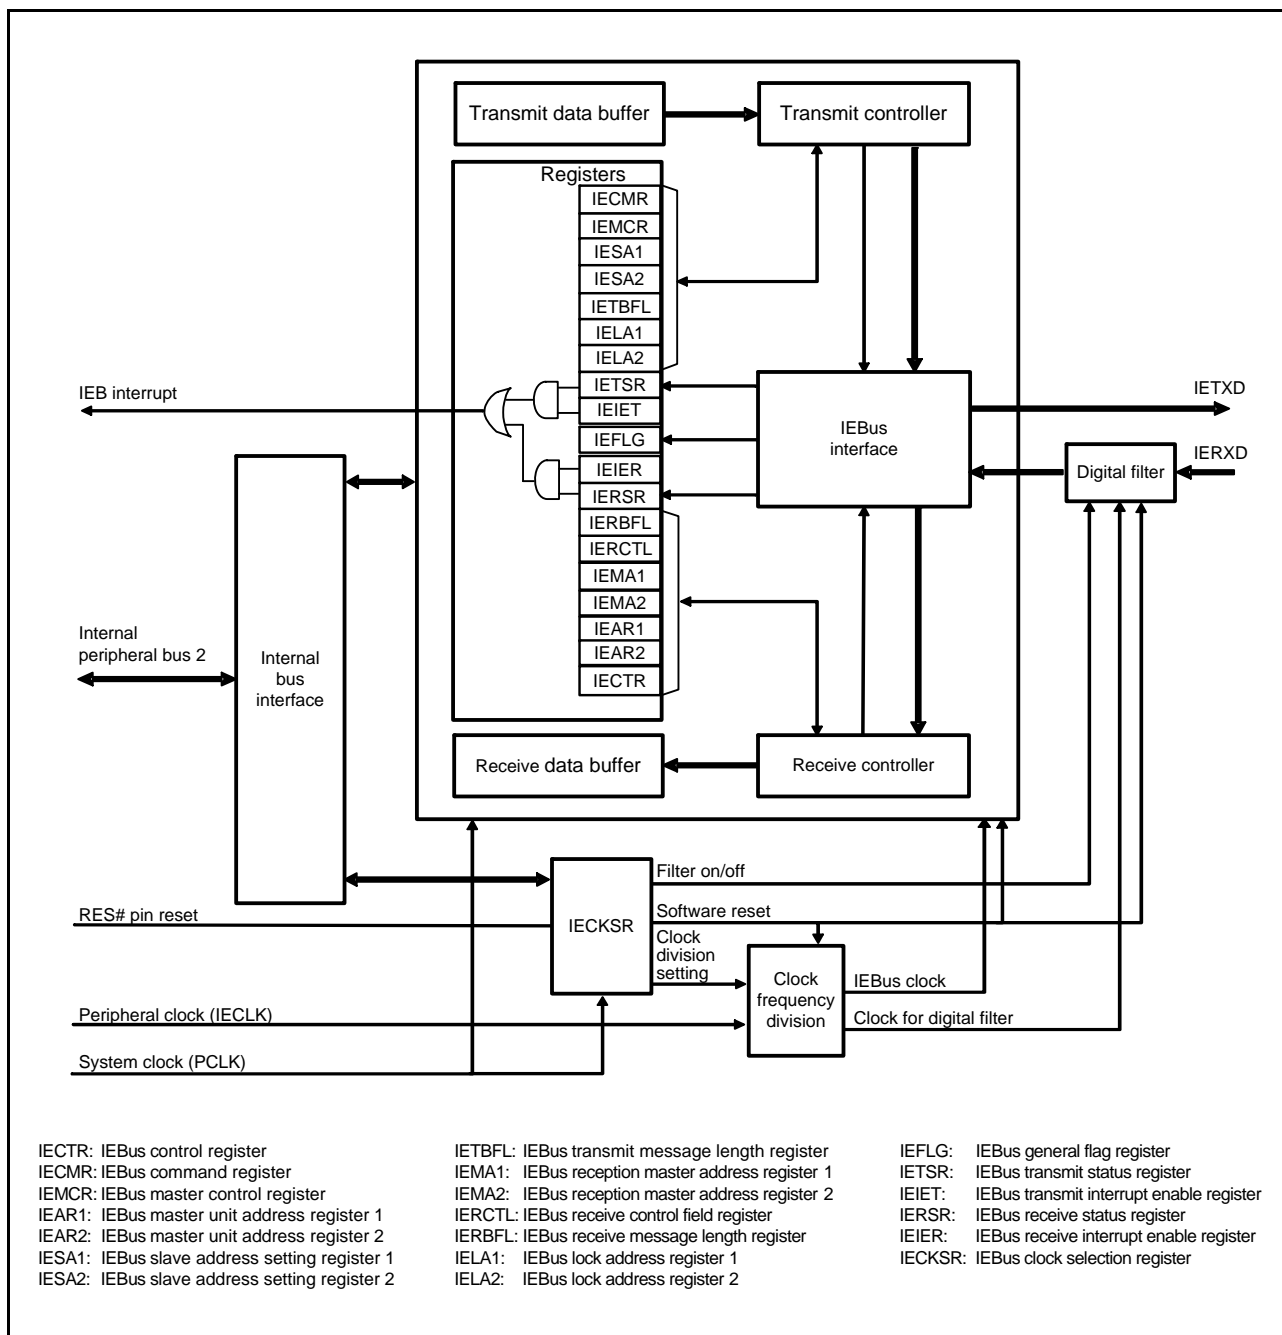 Transmit data buffer
Transmit controller
Registers
IECMR
IEMCR
IESA1
IESA2
IETBFL
IELA1
IELA2
IETSR
IEIET
IEFLG
IEIER
IERSR
IERBFL
IERCTL
IEMA1
IEMA2
IEAR1
IEAR2
IECTR
IEB interrupt
IEBus
interface
IETXD
IERXD
Digital filter
Internal
peripheral bus 2
Internal
bus
interface
Receive data buffer
Receive controller
Filter on/off
RES# pin reset
IECKSR
Software reset
Clock
division
setting
Clock
frequency
division
IEBus clock
Peripheral clock (IECLK)
Clock for digital filter
System clock (PCLK)
IECTR: IEBus control register
IECMR: IEBus command register
IEMCR: IEBus master control register
IEAR1: IEBus master unit address register 1
IEAR2: IEBus master unit address register 2
IESA1: IEBus slave address setting register 1
IESA2: IEBus slave address setting register 2
IETBFL: IEBus transmit message length register
IEMA1: IEBus reception master address register 1
IEMA2: IEBus reception master address register 2
IERCTL: IEBus receive control field register
IERBFL: IEBus receive message length register
IELA1: IEBus lock address register 1
IELA2: IEBus lock address register 2
IEFLG: IEBus general flag register
IETSR: IEBus transmit status register
IEIET: IEBus transmit interrupt enable register
IERSR: IEBus receive status register
IEIER: IEBus receive interrupt enable register
IECKSR: IEBus clock selection register